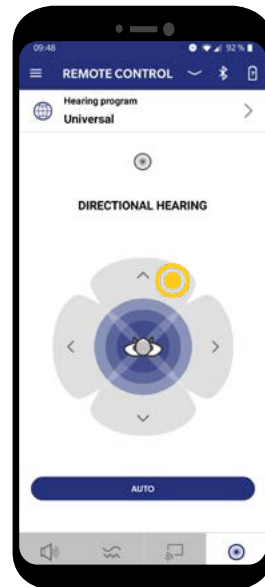 09:48
92 %
REMOTE CONTROL
Hearing program
Universal
DIRECTIONAL HEARING
AUTO